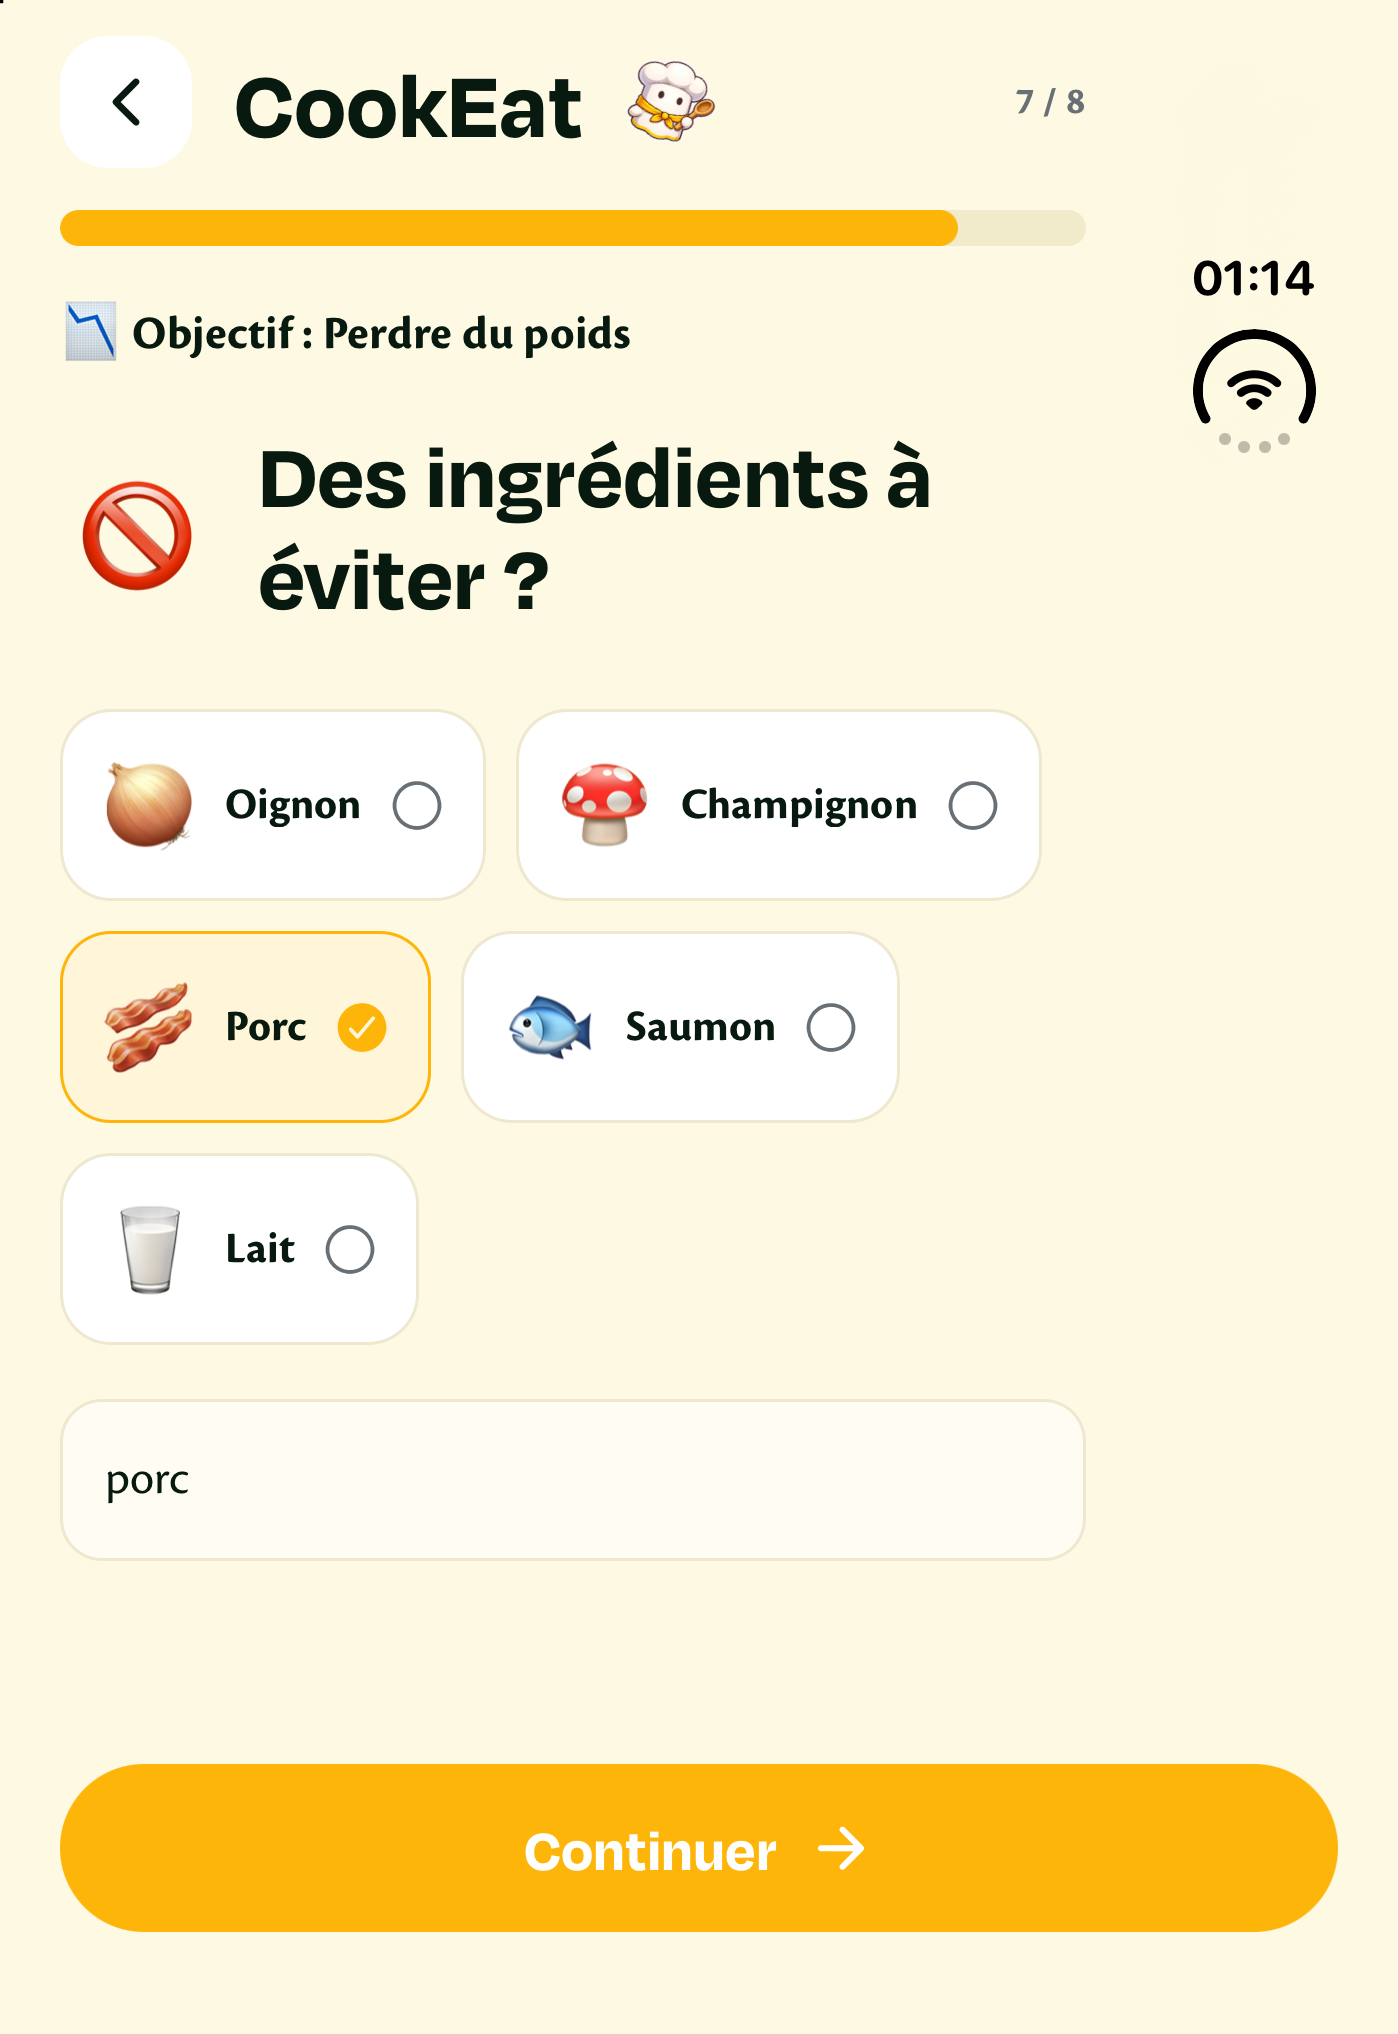 CookEat
7 / 8
01:14
Objectif : Perdre du poids
Des ingrédients à
éviter ?
Oignon
Champignon
Porc
Saumon
Lait
porc
Continuer